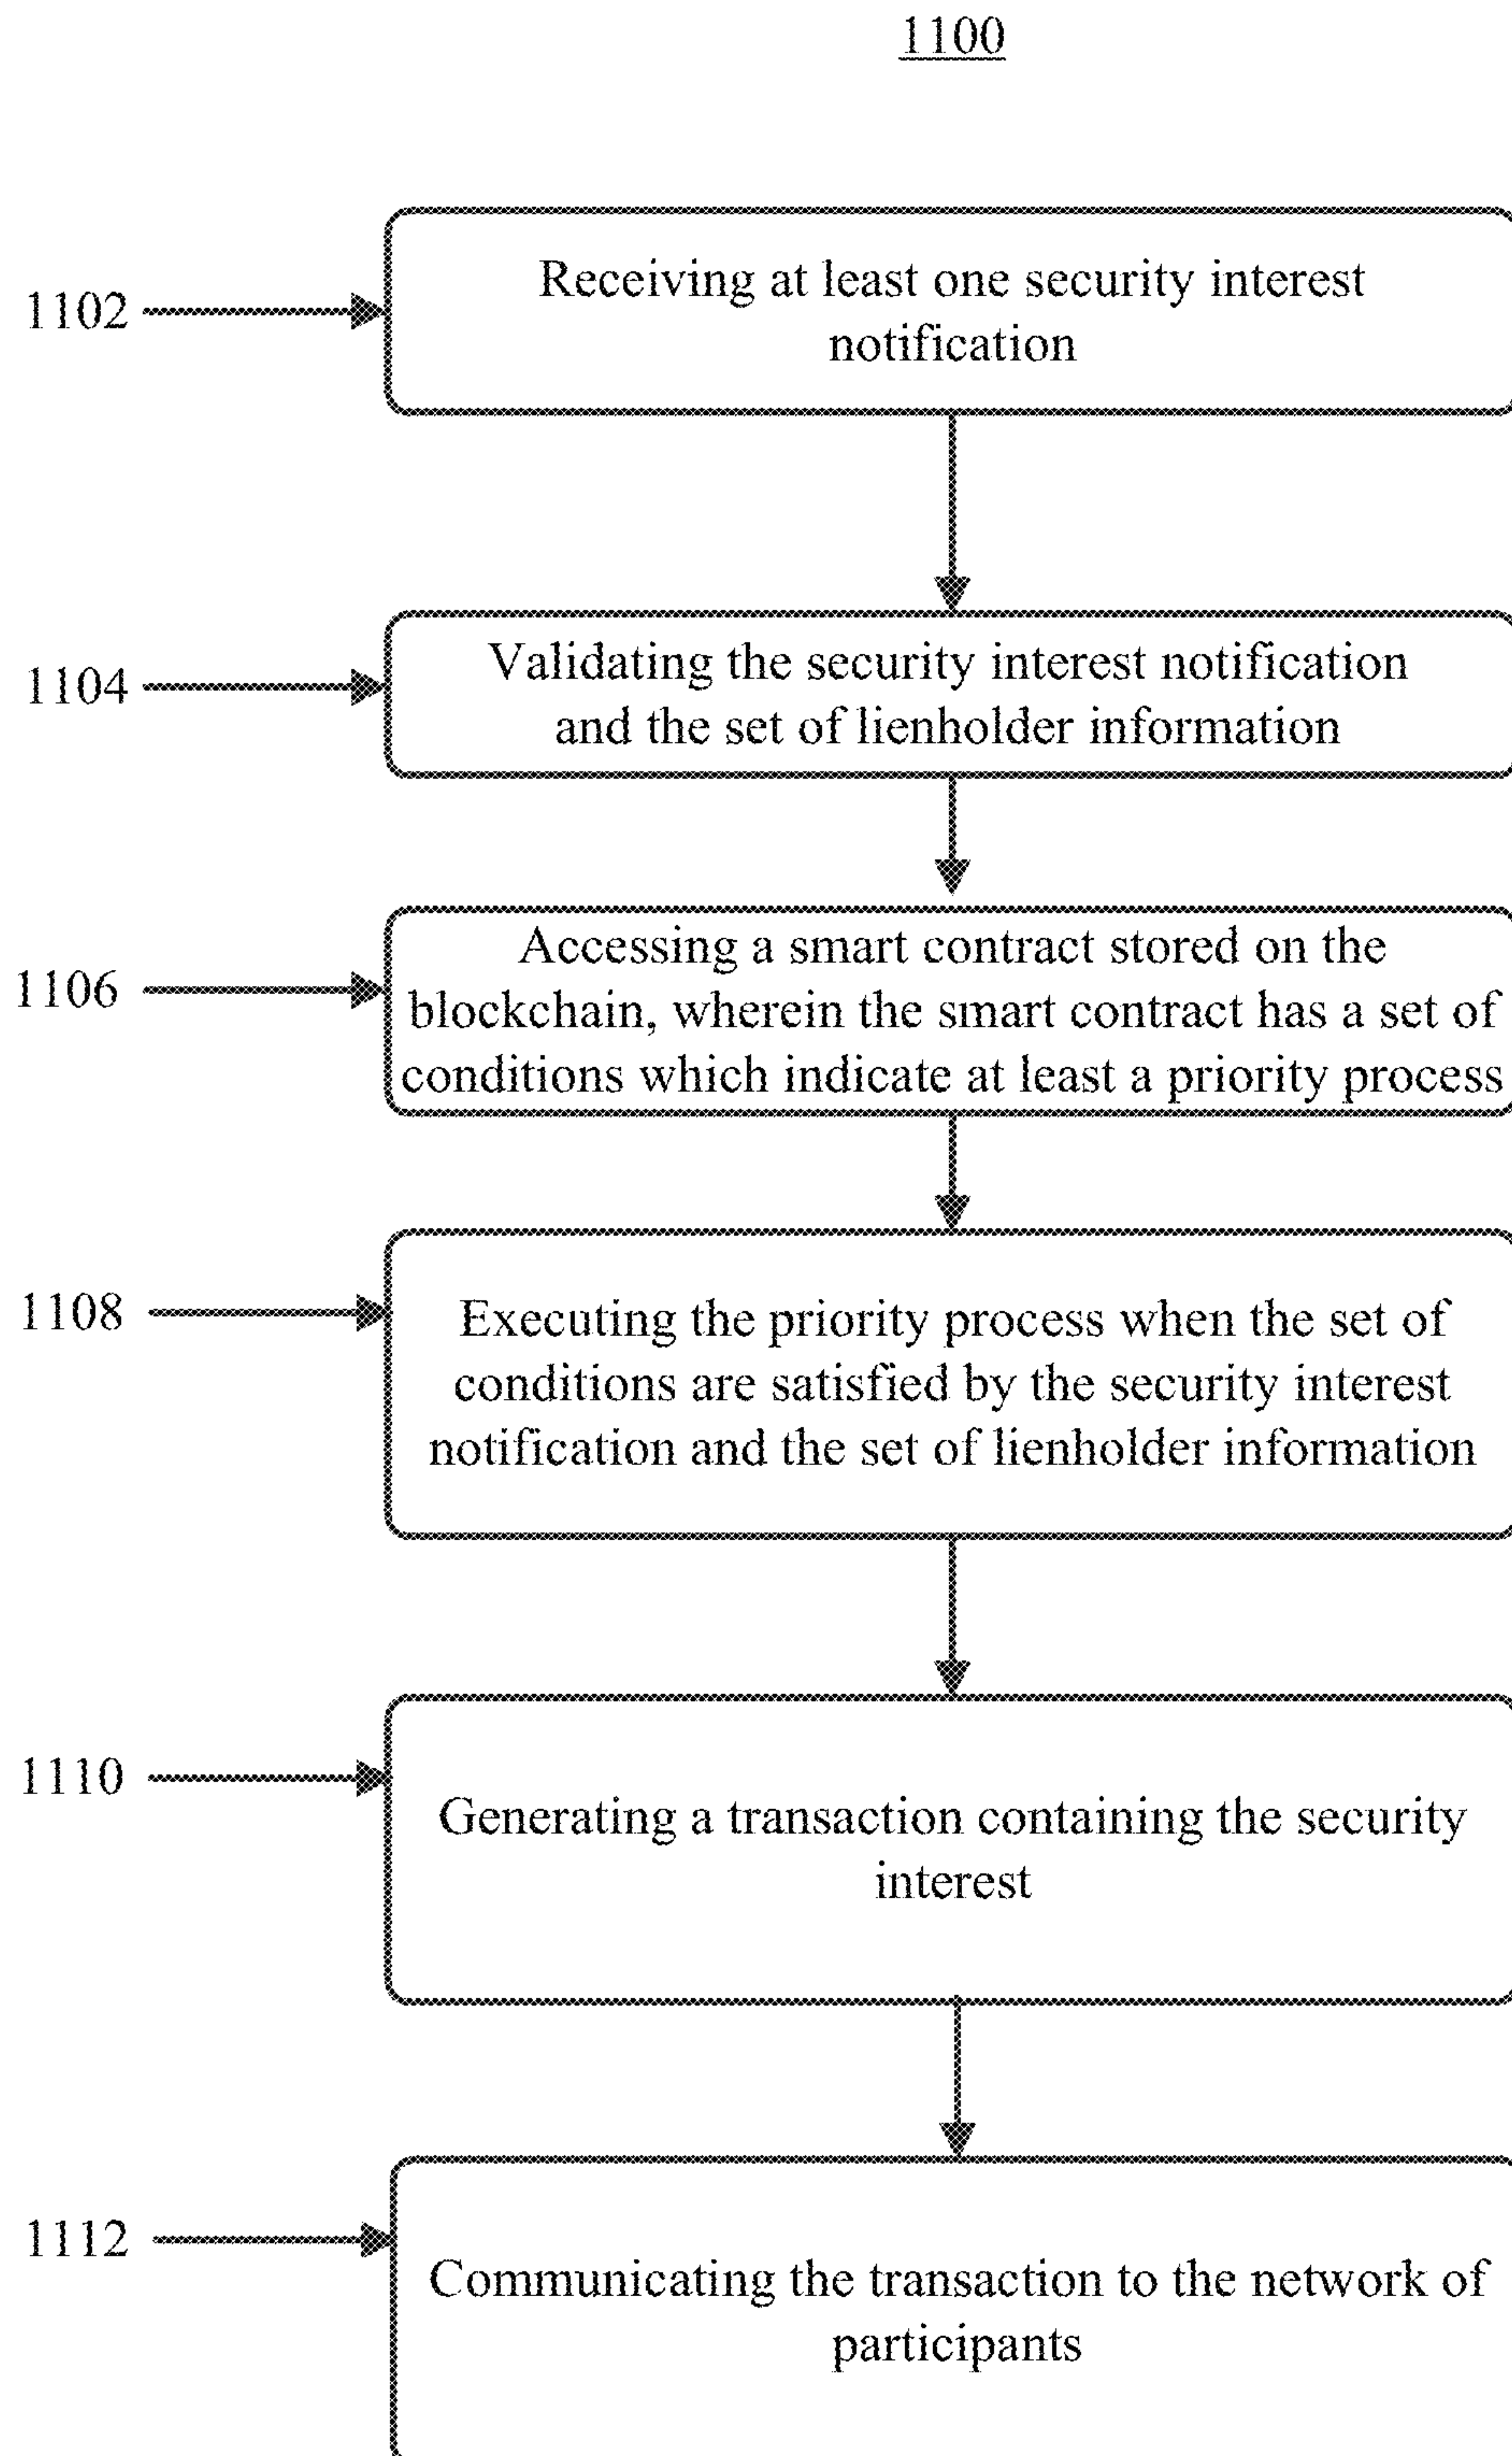 1100
1102
Receiving at least one security interest
notification
1104
Validating the security interest notification
and the set of lienholder information
1106
Accessing a smart contract stored on the
blockchain, wherein the smart contract has a set of
conditions which indicate at least a priority process
1108
Executing the priority process when the set of
conditions are satisfied by the security interest
notification and the set of lienholder information
1110
Generating a transaction containing the security
interest
1112
Communicating the transaction to the network of
participants